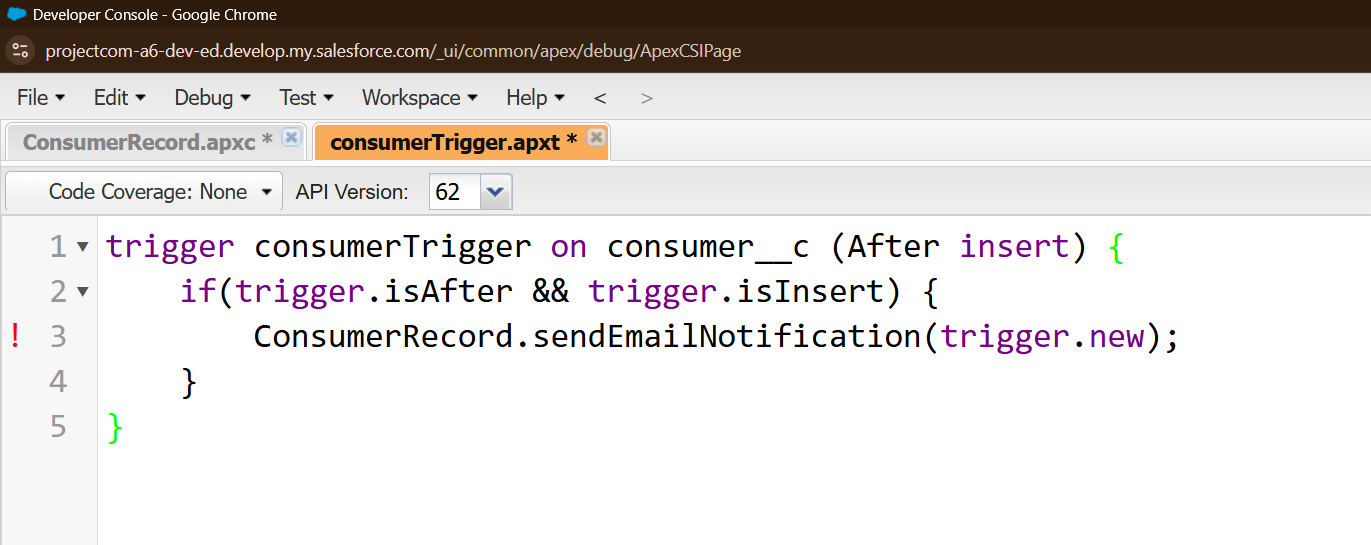 Developer Console - Google Chrome
projectcom-a6-dev-ed.develop.my.salesforce.com/_ui/common/apex/debug/ApexCSIPage
File Edit Debug Test Workspace Help < >
ConsumerRecord.apxc * consumerTrigger.apxt *
Code Coverage: None API Version: 62
1 trigger consumerTrigger on consumer__c (After insert) {
2 if(trigger.isAfter && trigger.isInsert) {
! 3 ConsumerRecord.sendEmailNotification(trigger.new);
4 }
5 }